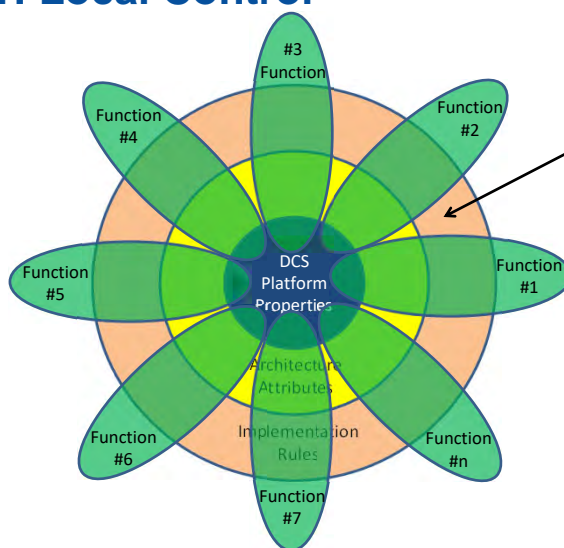 Local Control
#3
Function
Function
#4
Function
#2
Function
#5
DCS
Platform
Properties
Function
#1
Architecture
Attributes
Function
#6
Implementation
Rules
Function
#n
Function
#7